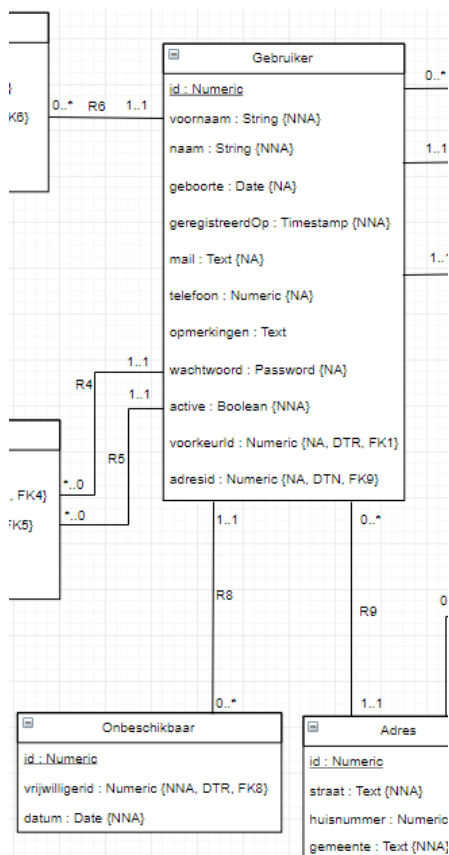 Gebruiker
id : Numeric
voornaam : String {NNA}
naam : String {NNA}
geboorte : Date {NA}
geregistreerdOp : Timestamp {NNA}
mail : Text {NA}
telefoon : Numeric {NA}
opmerkingen : Text
wachtwoord : Password {NA}
active : Boolean {NNA}
voorkeurId : Numeric {NA, DTR, FK1}
adresid : Numeric {NA, DTN, FK9}
0..* R6 1..1
}
K6}
0..*
1..1
1..1
1..1
R4
1..1
R5
*..0
, FK4}
*..0
FK5}
1..1
0..*
R8
R9
0
0..*
1..1
Onbeschikbaar
id : Numeric
vrijwilligerid : Numeric {NNA, DTR, FK8}
datum : Date {NNA}
Adres
id : Numeric
straat : Text {NNA}
huisnummer : Numeric
gemeente : Text {NNA}